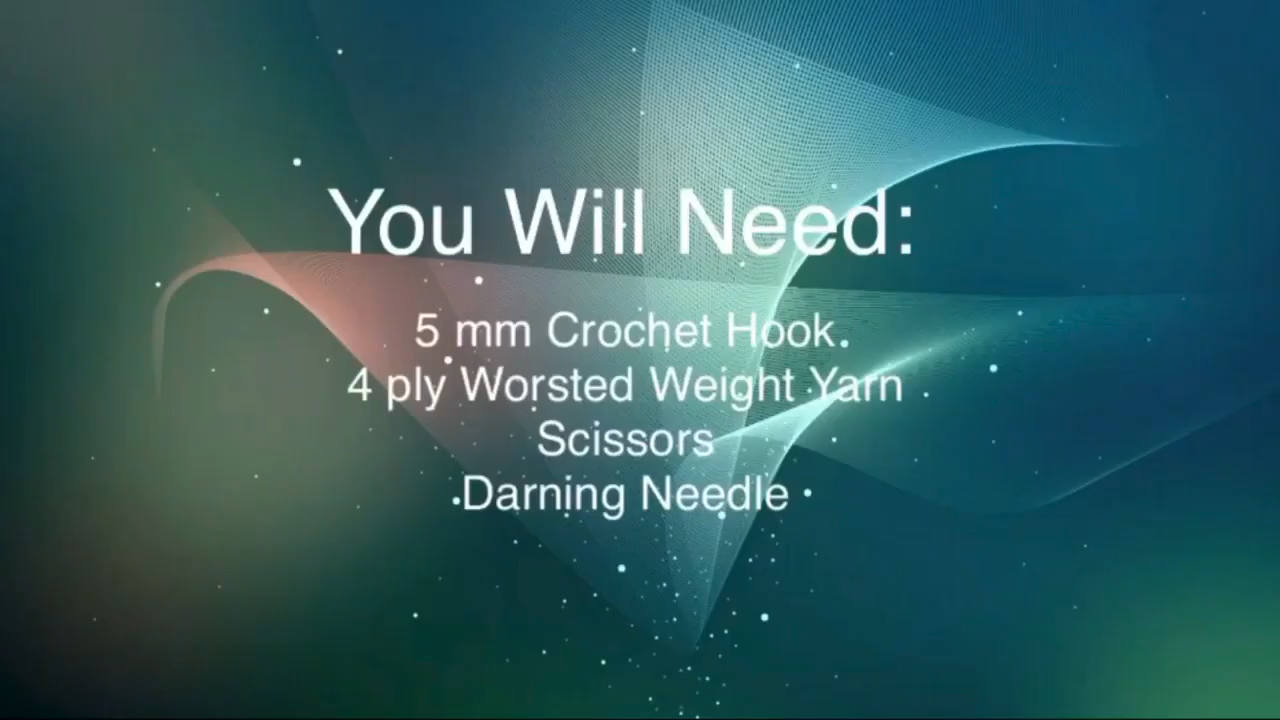 You Will Need:
5 mm Crochet Hook
4 ply Worsted Weight Yarn
Scissors
Darning Needle